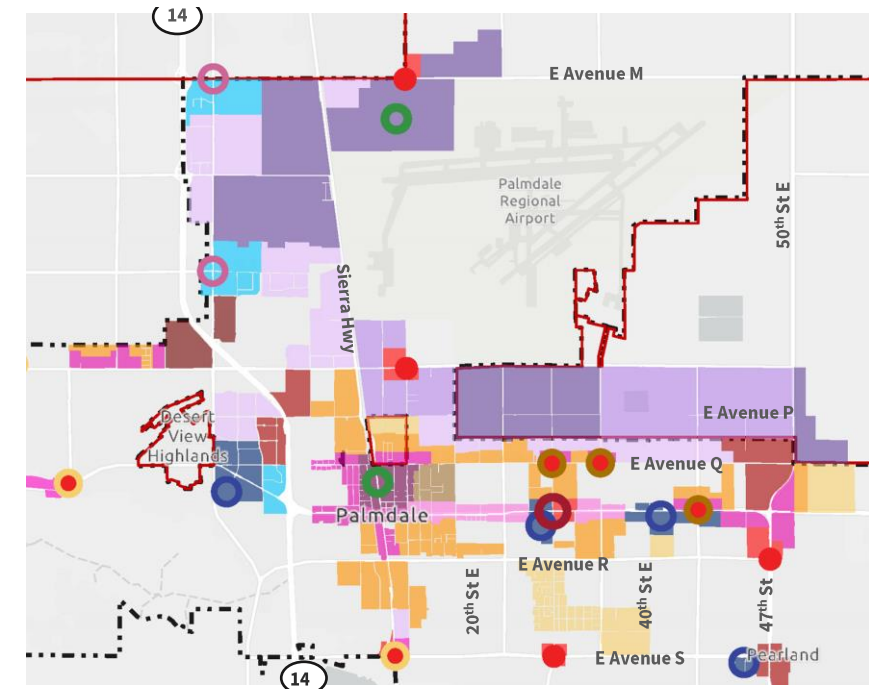 14
E Avenue M
Palmdale
Regional
Airport
50th St E
Sierra Hwy
E Avenue P
Desert
View
Highlands
E Avenue Q
Palmdale
E Avenue R
20th St E
40th St E
47th St
E Avenue S
Pearland
14